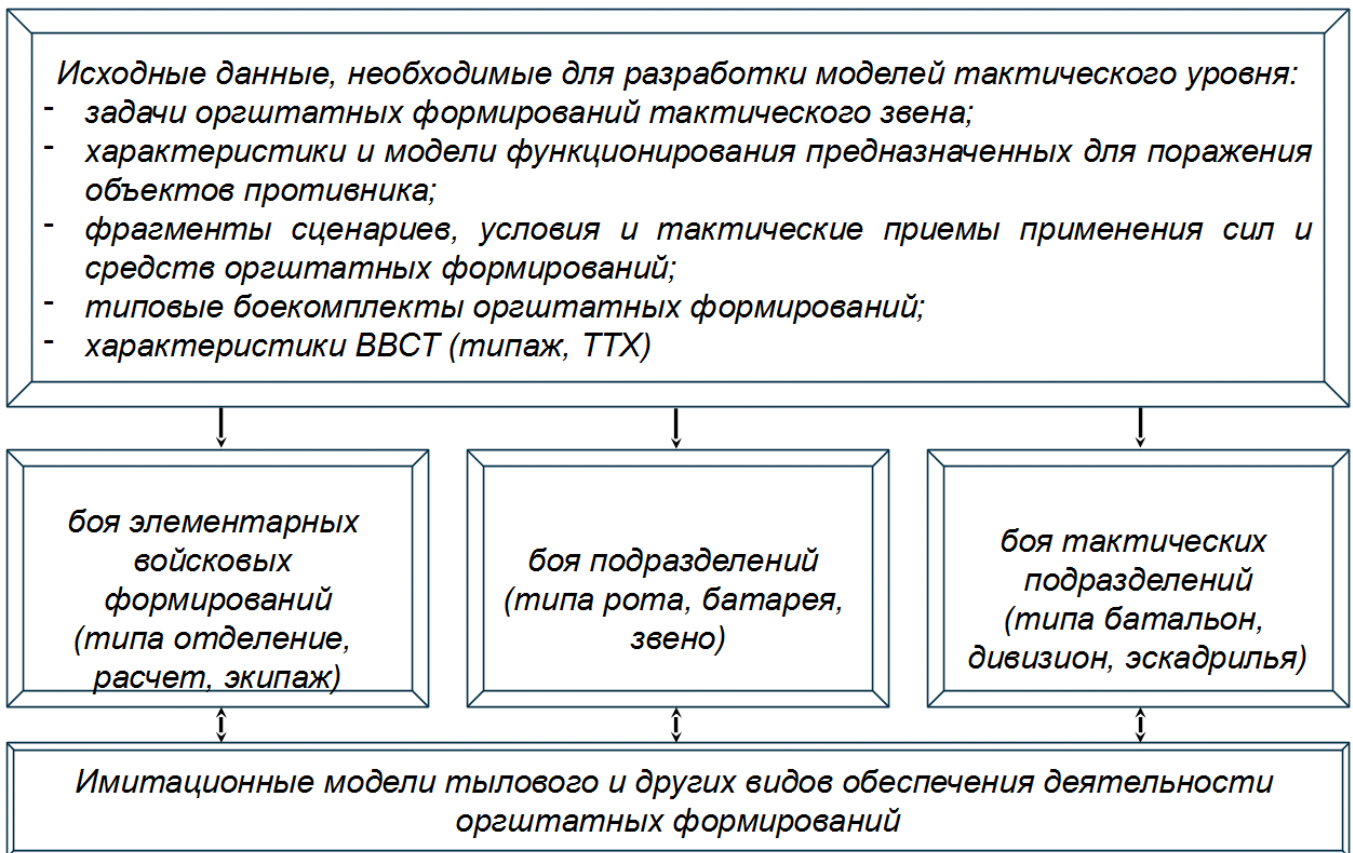 Исходные данные, необходимые для разработки моделей тактического уровня:
- задачи оргштатных формирований тактического звена;
- характеристики и модели функционирования предназначенных для поражения
объектов противника;
- фрагменты сценариев, условия и тактические приемы применения сил и
средств оргштатных формирований;
- типовые боекомплекты оргштатных формирований;
- характеристики ВВСТ (типаж, ТТХ)
боя элементарных
войсковых
формирований
(типа отделение,
расчет, экипаж)
боя подразделений
(типа рота, батарея,
звено)
боя тактических
подразделений
(типа батальон,
дивизион, эскадрилья)
Имитационные модели тылового и других видов обеспечения деятельности
оргштатных формирований